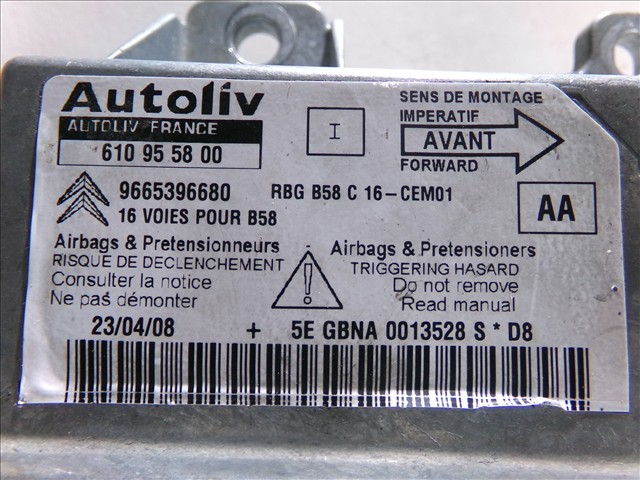 Autoliv
AUTOLIV FRANCE
610 95 58 00
I
SENS DE MONTAGE
IMPERATIF
AVANT
FORWARD
9665396680 RBG B58 C 16-CEM01
16 VOIES POUR B58
AA
Airbags & Pretensionneurs
RISQUE DE DECLENCHEMENT
Consulter la notice
Ne pas démonter
!
Airbags & Pretensioners
TRIGGERING HASARD
Do not remove
Read manual
23/04/08 + 5E GBNA 0013528 S * D8